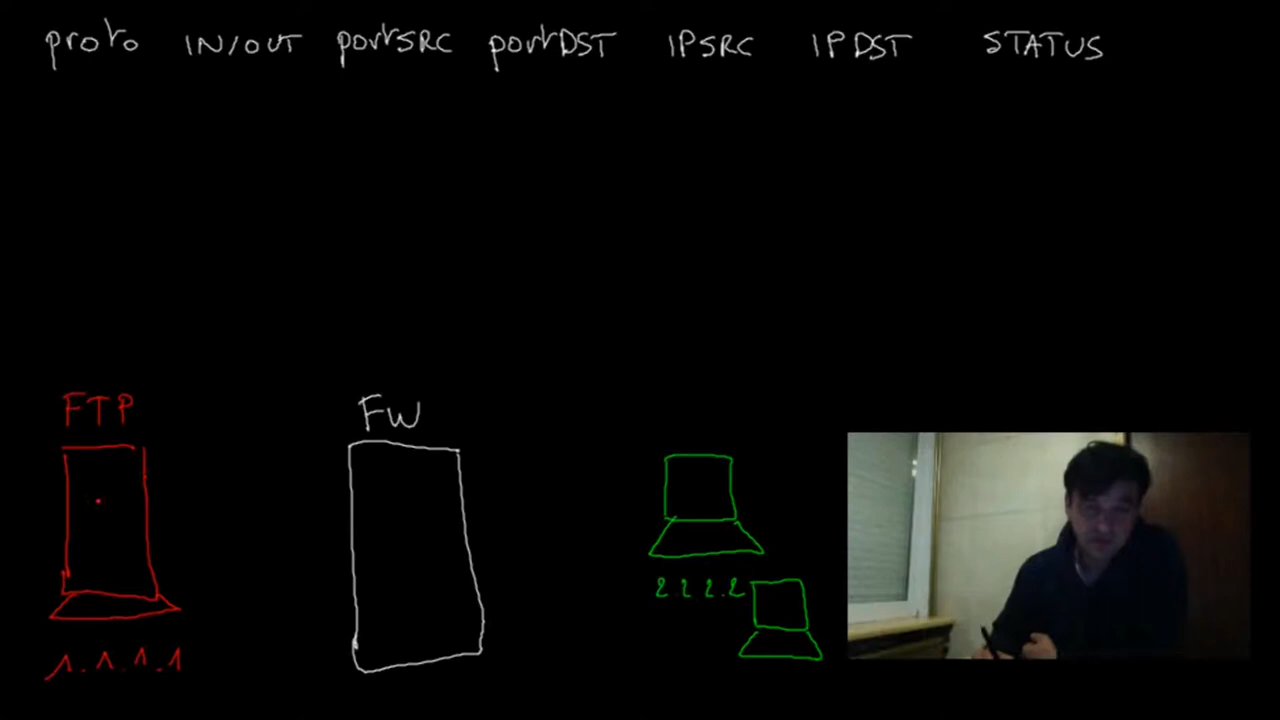 proto IN/OUT portSRC portDST IPSRC IPDST STATUS
FTP
FW
2.2.2.2
1.1.1.1